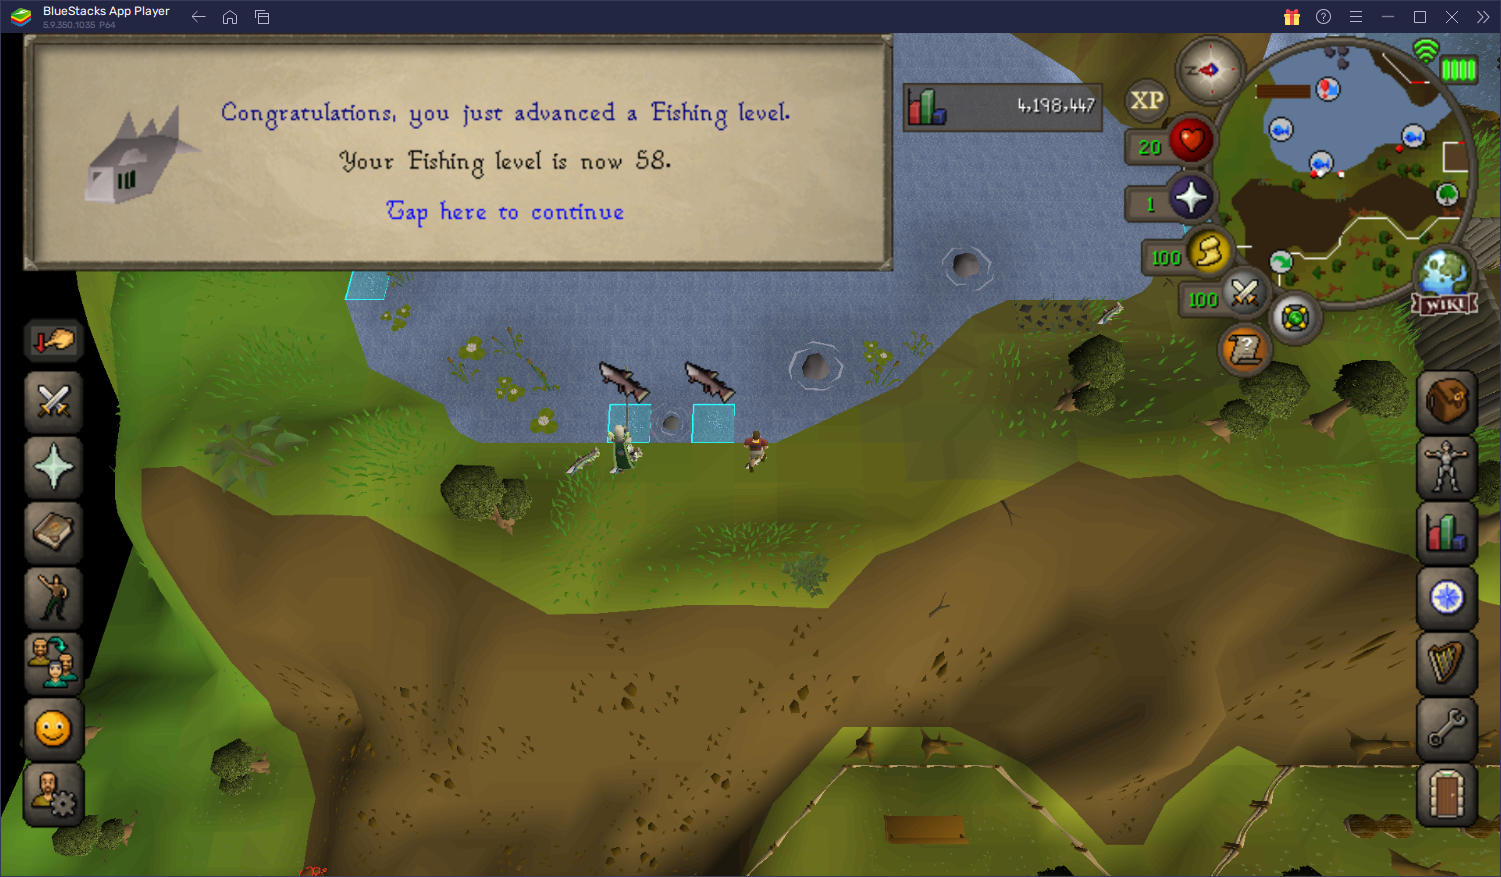 BlueStacks App Player
5.9.350.1035 P64
Congratulations, you just advanced a Fishing level.
Your Fishing level is now 58.
Tap here to continue
4,198,447
XP
20
1
100
100
WIKI